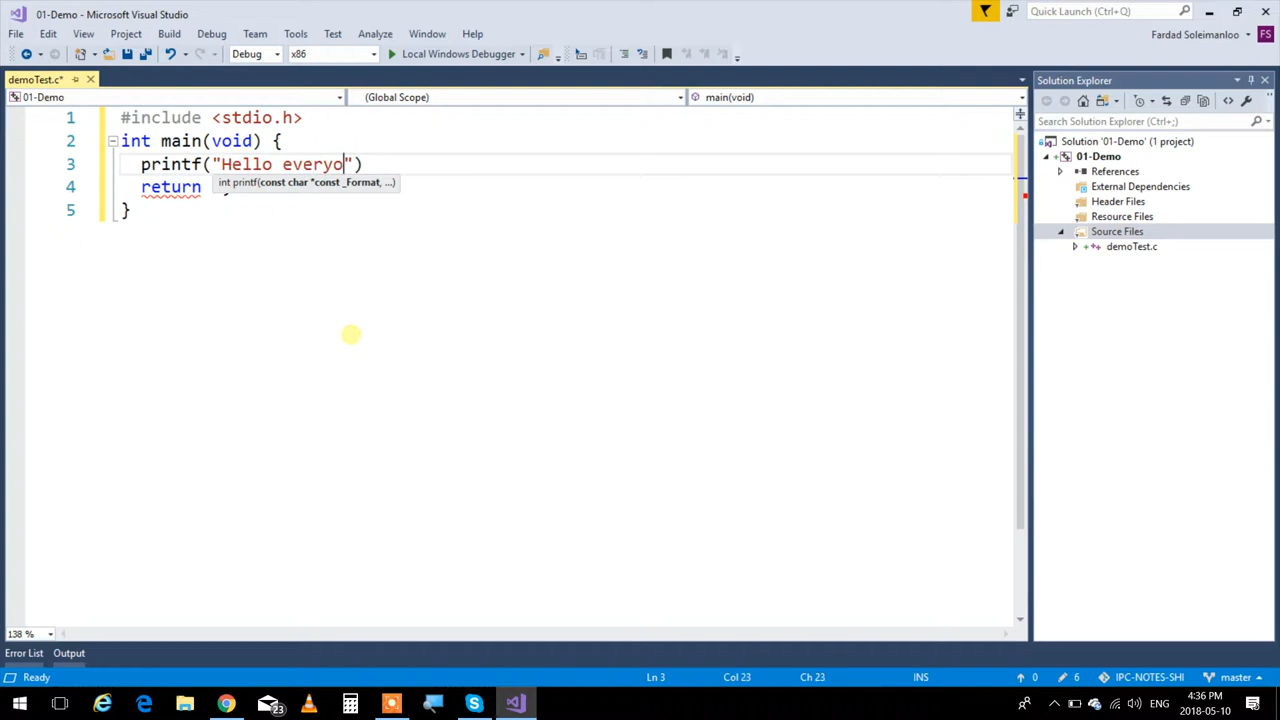 01-Demo - Microsoft Visual Studio
Quick Launch (Ctrl+Q)
File Edit View Project Build Debug Team Tools Test Analyze Window Help
Fardad Soleimanloo FS
Debug x86 Local Windows Debugger
demoTest.c*
01-Demo (Global Scope) main(void)
1 #include <stdio.h>
2 int main(void) {
3 printf("Hello everyo")
int printf(const char *const _Format, ...)
4 return
5 }
Solution Explorer
Search Solution Explorer (Ctrl+;)
Solution '01-Demo' (1 project)
01-Demo
References
External Dependencies
Header Files
Resource Files
Source Files
demoTest.c
138 %
Error List Output
Ready Ln 3 Col 23 Ch 23 INS 0 6 IPC-NOTES-SHI master
23
4:36 PM
2018-05-10